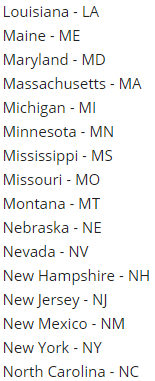 Louisiana - LA
Maine - ME
Maryland - MD
Massachusetts - MA
Michigan - MI
Minnesota - MN
Mississippi - MS
Missouri - MO
Montana - MT
Nebraska - NE
Nevada - NV
New Hampshire - NH
New Jersey - NJ
New Mexico - NM
New York - NY
North Carolina - NC